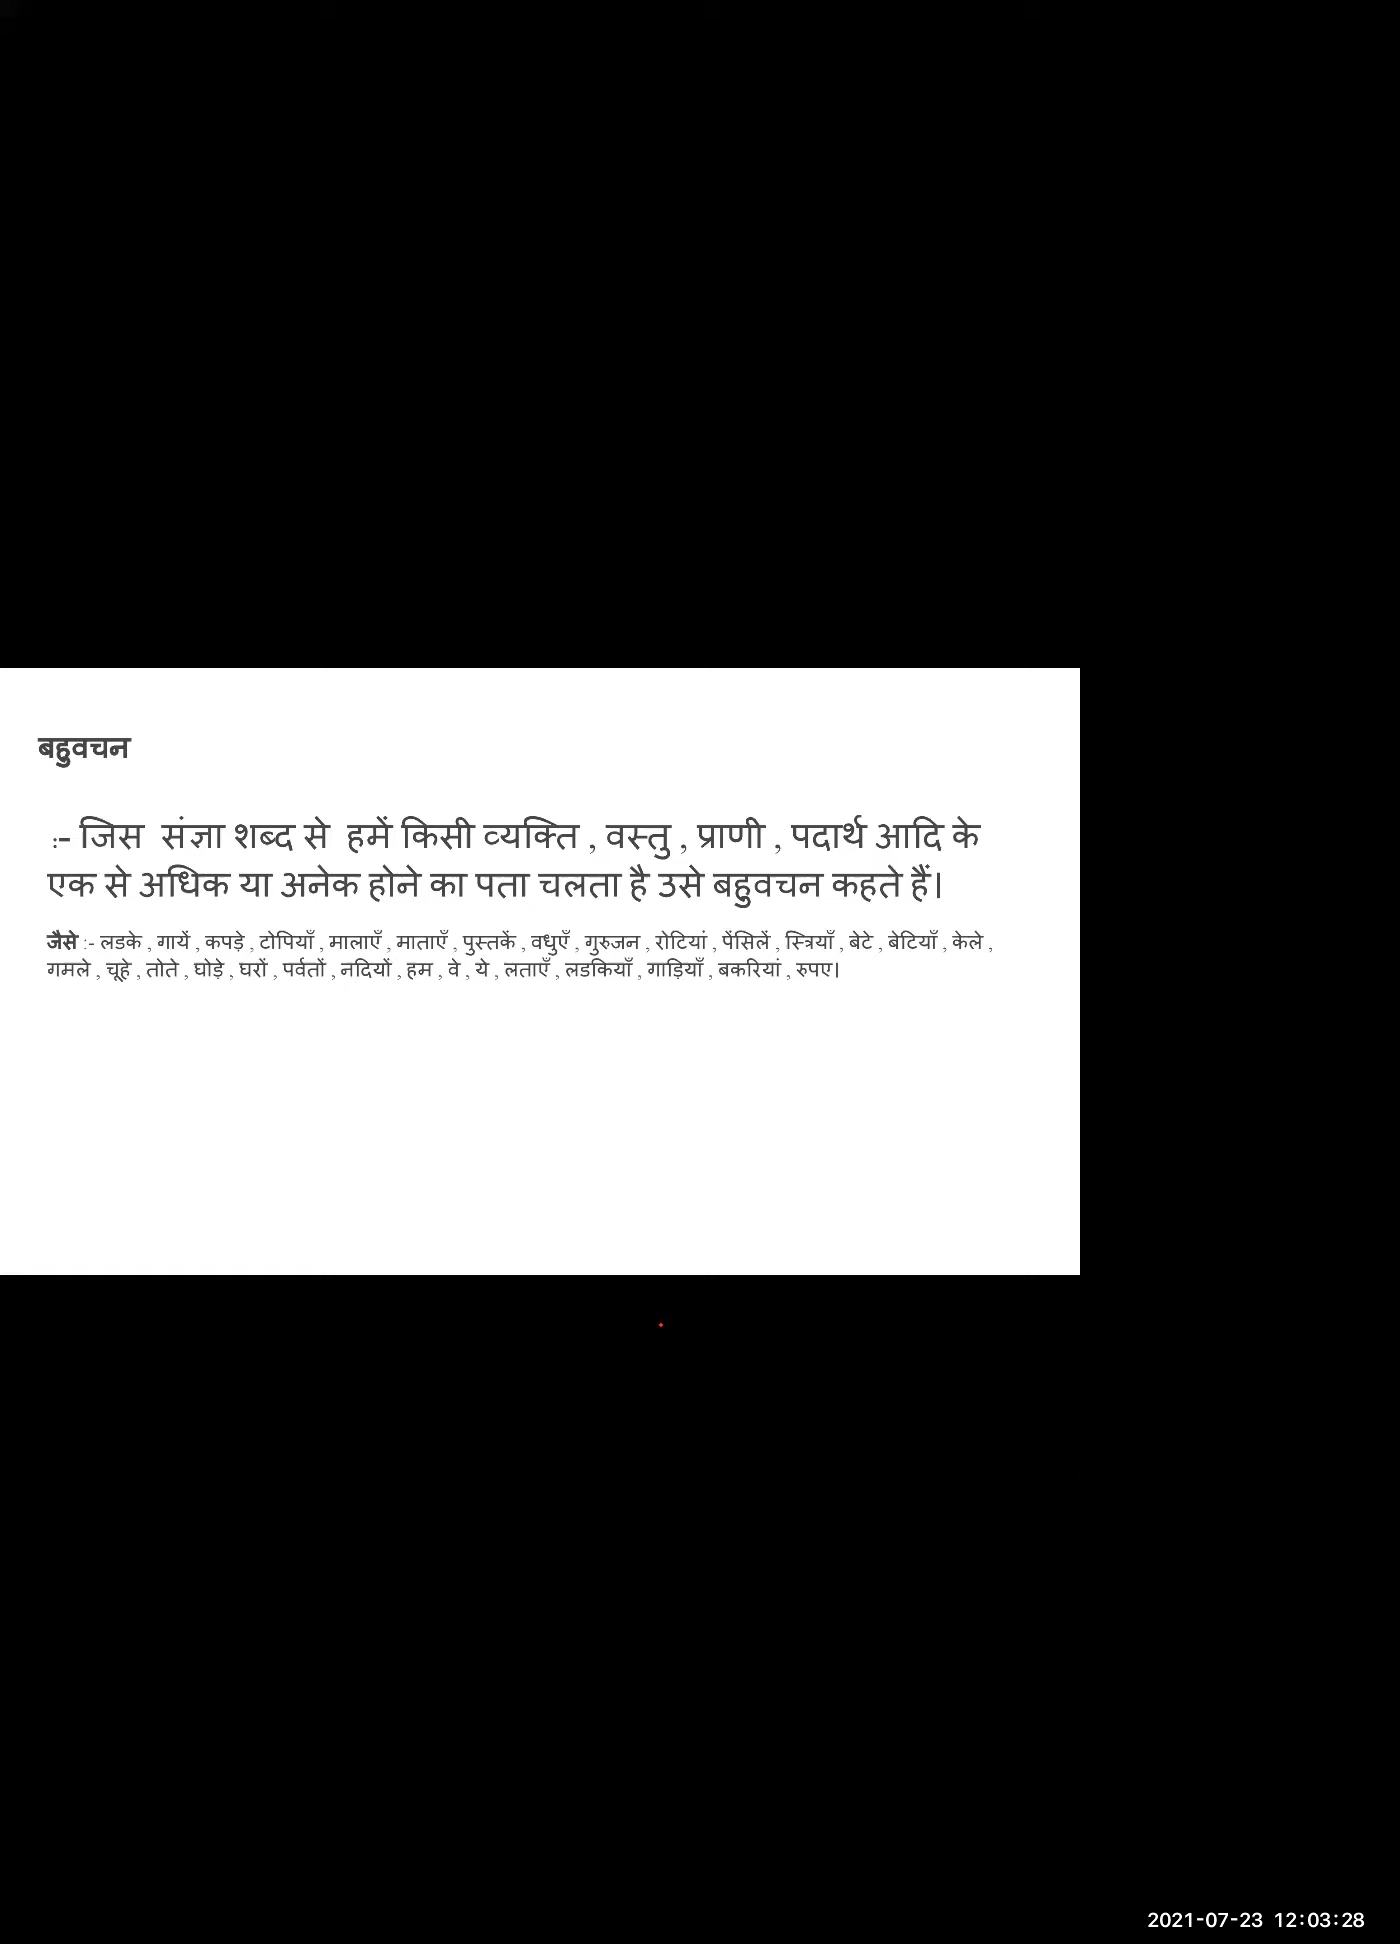 बहुवचन
:- जिस  संज्ञा शब्द से  हमें किसी व्यक्ति , वस्तु , प्राणी , पदार्थ आदि के
एक से अधिक या अनेक होने का पता चलता है उसे बहुवचन कहते हैं।
जैसे :- लडके , गायें , कपड़े , टोपियाँ , मालाएँ , माताएँ , पुस्तकें , वधुएँ , गुरुजन , रोटियां , पेंसिलें , स्त्रियाँ , बेटे , बेटियाँ , केले ,
गमले , चूहे , तोते , घोड़े , घरों , पर्वतों , नदियों , हम , वे , ये , लताएँ , लडकियाँ , गाड़ियाँ , बकरियां , रुपए।
2021-07-23 12:03:28